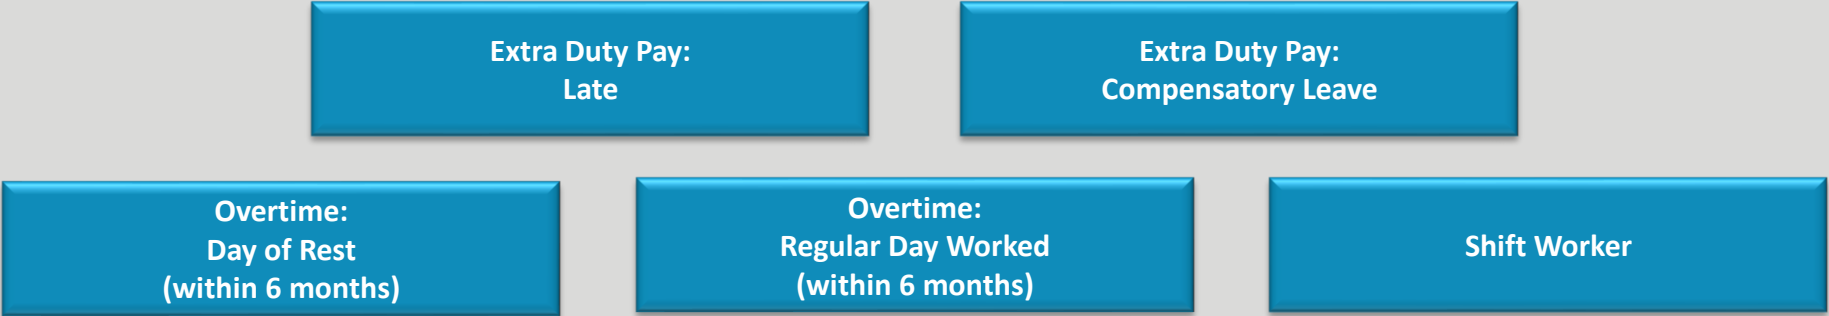 Extra Duty Pay:
Late
Extra Duty Pay:
Compensatory Leave
Overtime:
Day of Rest
(within 6 months)
Overtime:
Regular Day Worked
(within 6 months)
Shift Worker